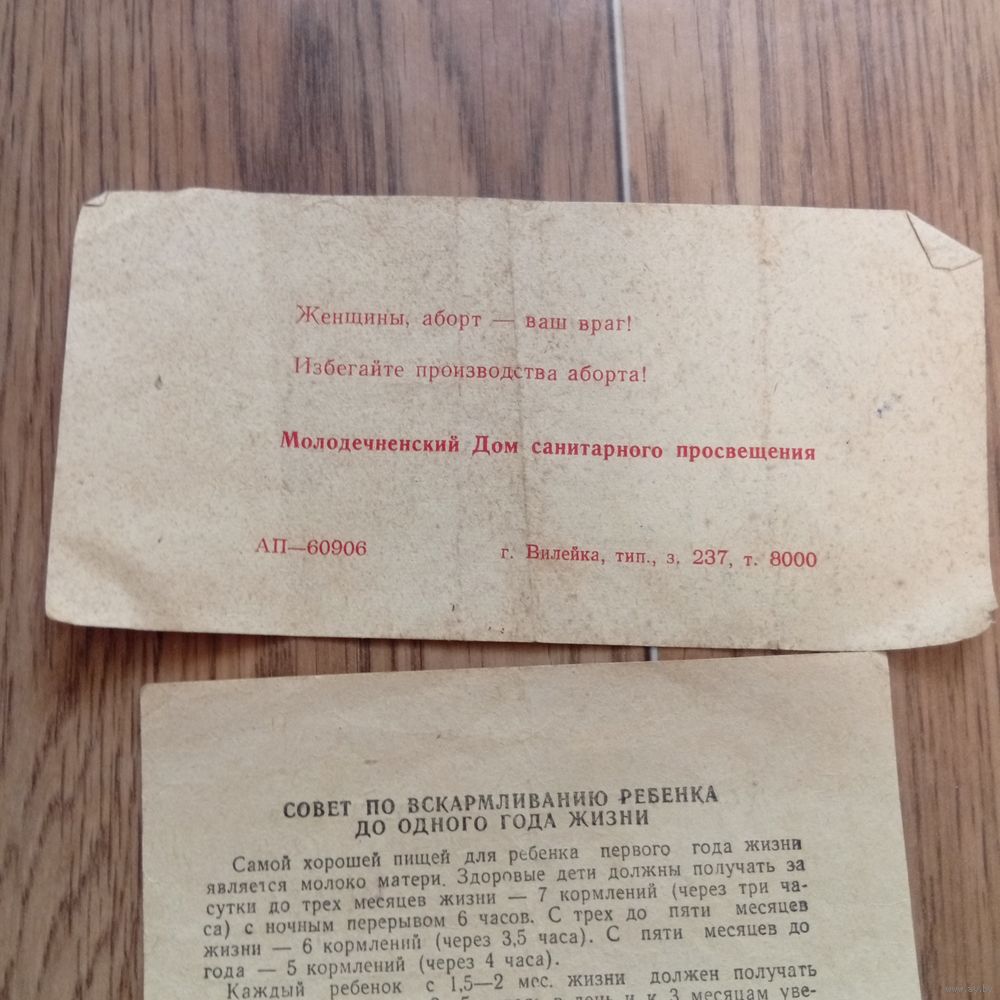 Женщины, аборт — ваш враг!
Избегайте производства аборта!
Молодечненский Дом санитарного просвещения
АП—60906 г. Вилейка, тип., з. 237, т. 8000
СОВЕТ ПО ВСКАРМЛИВАНИЮ РЕБЕНКА
ДО ОДНОГО ГОДА ЖИЗНИ
Самой хорошей пищей для ребенка первого года жизни
является молоко матери. Здоровые дети должны получать за
сутки до трех месяцев жизни — 7 кормлений (через три ча-
са) с ночным перерывом 6 часов. С трех до пяти месяцев
жизни — 6 кормлений (через 3,5 часа). С пяти месяцев до
года — 5 кормлений (через 4 часа).
Каждый ребенок с 1,5—2 мес. жизни должен получать
в день и к 3 месяцам уве-